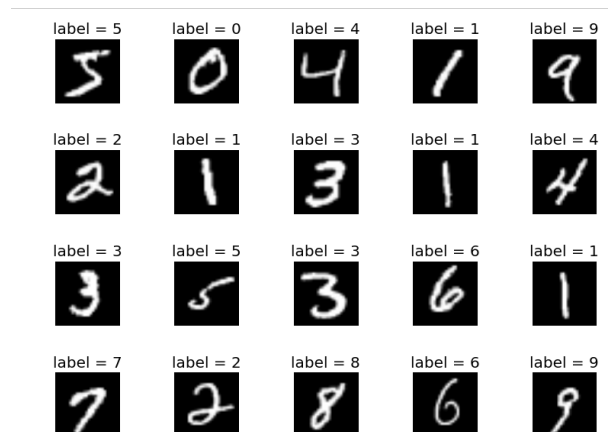 label = 5 label = 0 label = 4 label = 1 label = 9
5 0 4 1 9
label = 2 label = 1 label = 3 label = 1 label = 4
2 1 3 1 4
label = 3 label = 5 label = 3 label = 6 label = 1
3 5 3 6 1
label = 7 label = 2 label = 8 label = 6 label = 9
7 2 8 6 9